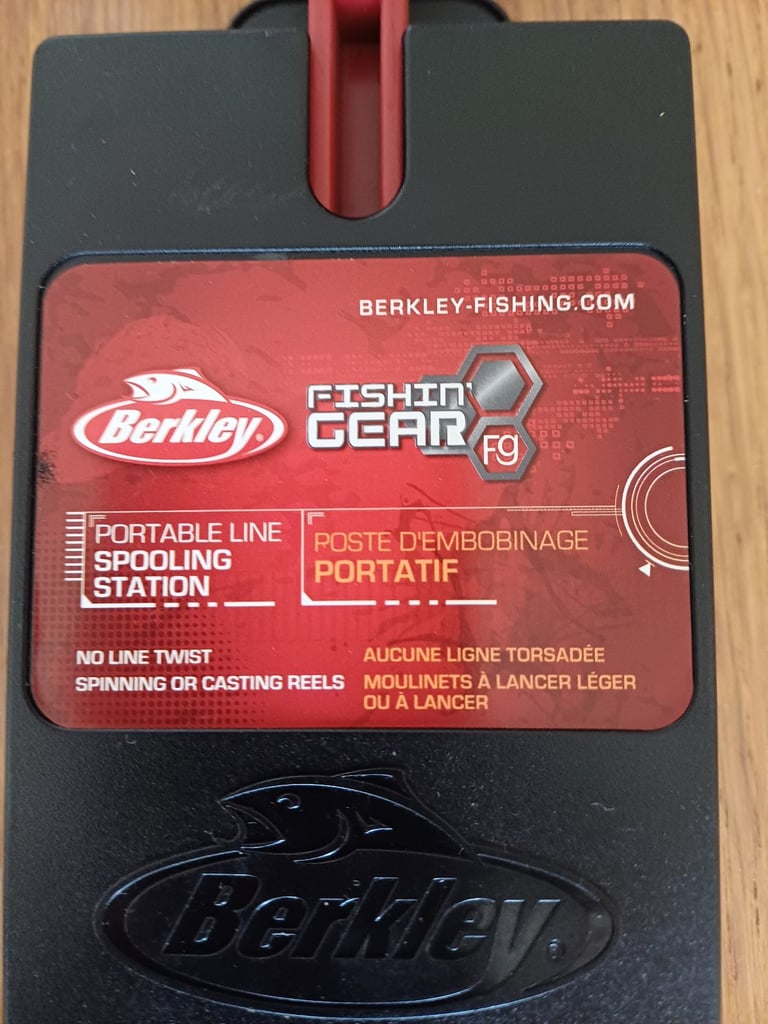 BERKLEY-FISHING.COM
Berkley®
FISHIN'
GEAR
Fg
PORTABLE LINE
SPOOLING
STATION
POSTE D'EMBOBINAGE
PORTATIF
NO LINE TWIST
SPINNING OR CASTING REELS
AUCUNE LIGNE TORSADÉE
MOULINETS À LANCER LÉGER
OU À LANCER
Berkley®